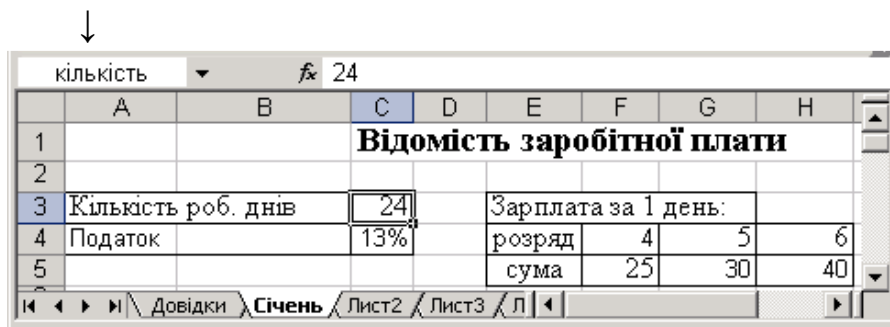 ↓
кількість fx 24
A B C D E F G H
1 Відомість заробітної плати
2
3 Кількість роб. днів 24 Зарплата за 1 день:
4 Податок 13% розряд 4 5 6
5 сума 25 30 40
Довідки Січень Лист2 Лист3 Л